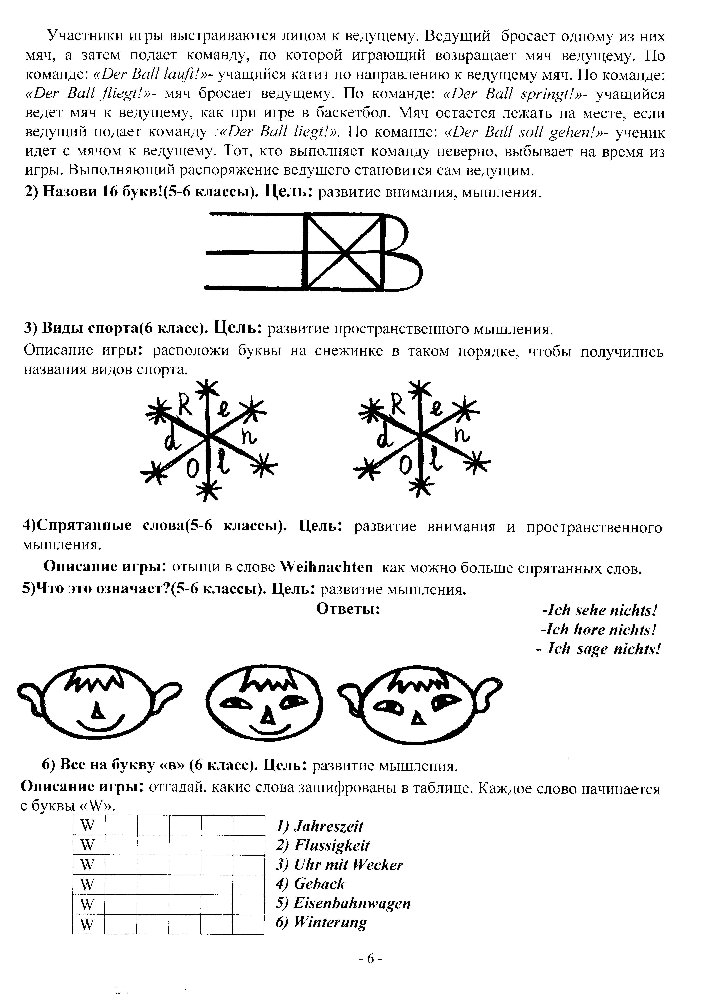 Участники игры выстраиваются лицом к ведущему. Ведущий бросает одному из них
мяч, а затем подает команду, по которой играющий возвращает мяч ведущему. По
команде: «Der Ball lauft!»- учащийся катит по направлению к ведущему мяч. По команде:
«Der Ball fliegt!»- мяч бросает ведущему. По команде: «Der Ball springt!»- учащийся
ведет мяч к ведущему, как при игре в баскетбол. Мяч остается лежать на месте, если
ведущий подает команду :«Der Ball liegt!». По команде: «Der Ball soll gehen!»- ученик
идет с мячом к ведущему. Тот, кто выполняет команду неверно, выбывает на время из
игры. Выполняющий распоряжение ведущего становится сам ведущим.
2) Назови 16 букв!(5-6 классы). Цель: развитие внимания, мышления.
3) Виды спорта(6 класс). Цель: развитие пространственного мышления.
Описание игры: расположи буквы на снежинке в таком порядке, чтобы получились
названия видов спорта.
R e n l O d
R e n l O d
4)Спрятанные слова(5-6 классы). Цель: развитие внимания и пространственного
мышления.
Описание игры: отыщи в слове Weihnachten как можно больше спрятанных слов.
5)Что это означает?(5-6 классы). Цель: развитие мышления.
Ответы: -Ich sehe nichts!
-Ich hore nichts!
- Ich sage nichts!
6) Все на букву «в» (6 класс). Цель: развитие мышления.
Описание игры: отгадай, какие слова зашифрованы в таблице. Каждое слово начинается
с буквы «W».
W 1) Jahreszeit
W 2) Flussigkeit
W 3) Uhr mit Wecker
W 4) Geback
W 5) Eisenbahnwagen
W 6) Winterung
- 6 -